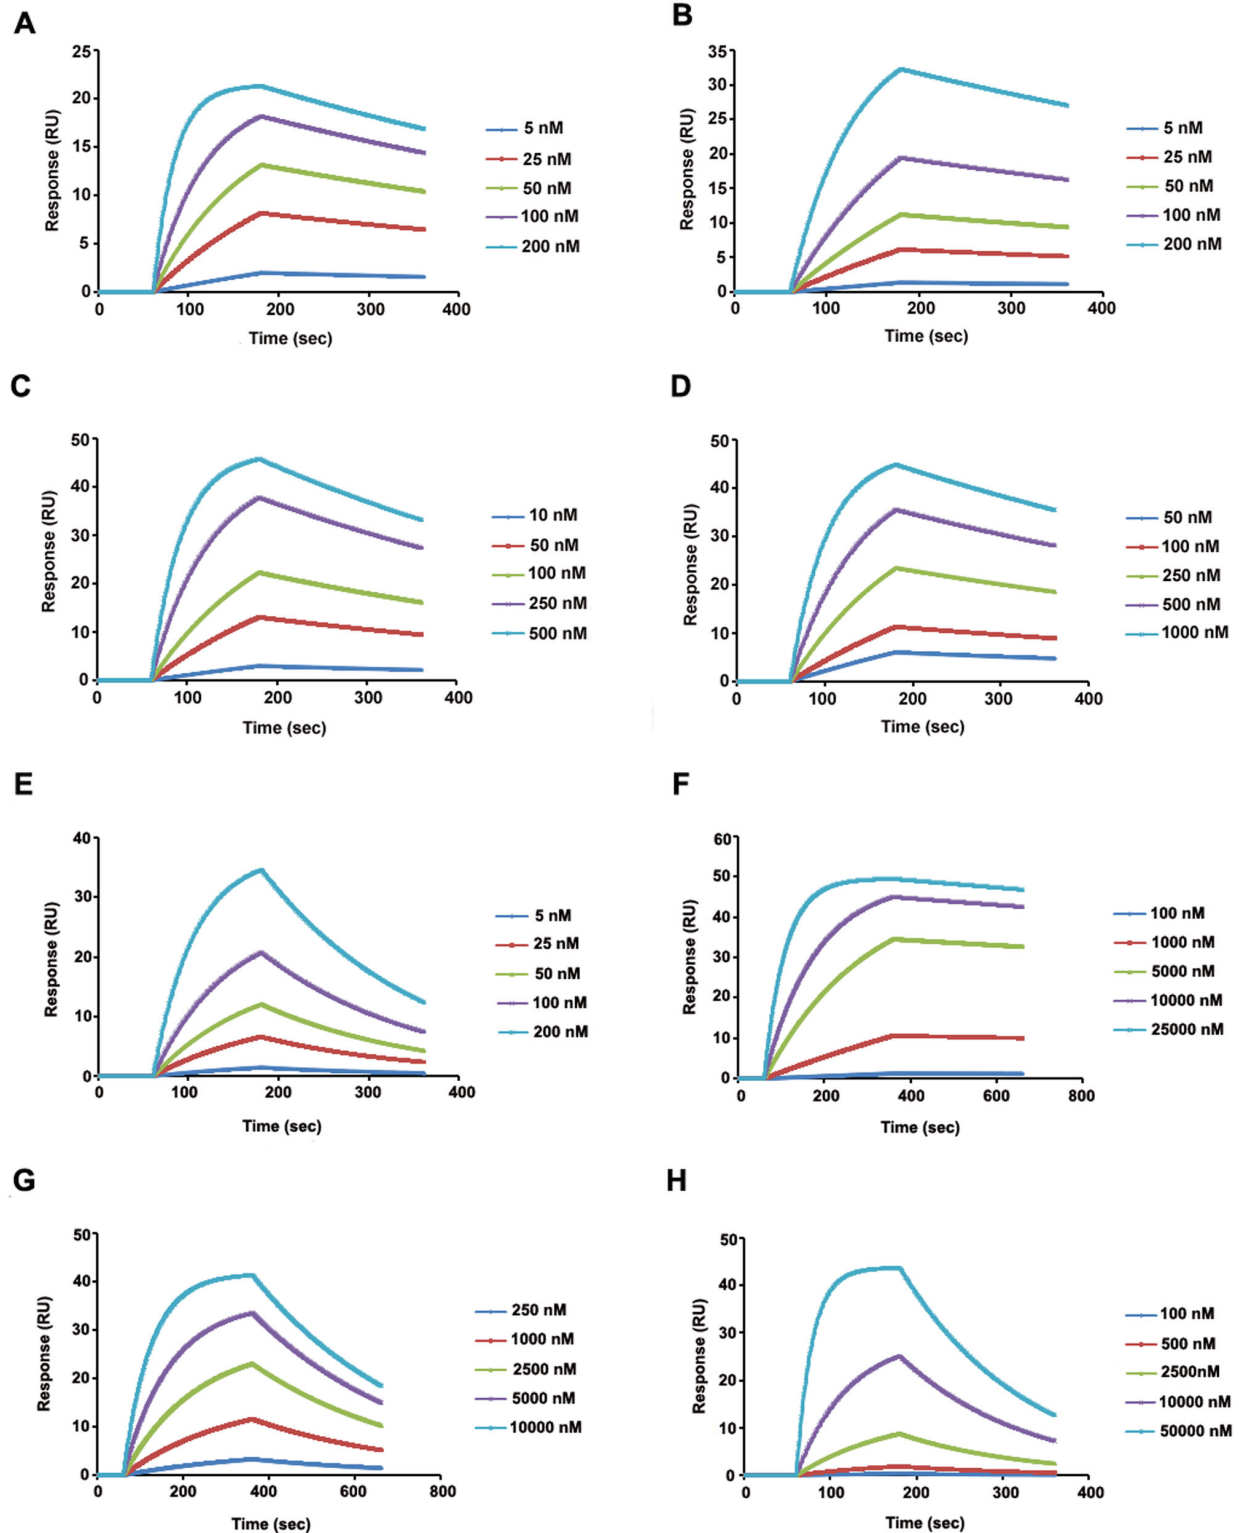 A
25
20
15
10
5
0
0 100 200 300 400
Response (RU)
Time (sec)
5 nM
25 nM
50 nM
100 nM
200 nM
B
35
30
25
20
15
10
5
0
0 100 200 300 400
Response (RU)
Time (sec)
5 nM
25 nM
50 nM
100 nM
200 nM
C
50
40
30
20
10
0
0 100 200 300 400
Response (RU)
Time (sec)
10 nM
50 nM
100 nM
250 nM
500 nM
D
50
40
30
20
10
0
0 100 200 300 400
Response (RU)
Time (sec)
50 nM
100 nM
250 nM
500 nM
1000 nM
E
40
30
20
10
0
0 100 200 300 400
Response (RU)
Time (sec)
5 nM
25 nM
50 nM
100 nM
200 nM
F
60
50
40
30
20
10
0
0 200 400 600 800
Response (RU)
Time (sec)
100 nM
1000 nM
5000 nM
10000 nM
25000 nM
G
50
40
30
20
10
0
0 200 400 600 800
Response (RU)
Time (sec)
250 nM
1000 nM
2500 nM
5000 nM
10000 nM
H
50
40
30
20
10
0
0 100 200 300 400
Response (RU)
Time (sec)
100 nM
500 nM
2500nM
10000 nM
50000 nM